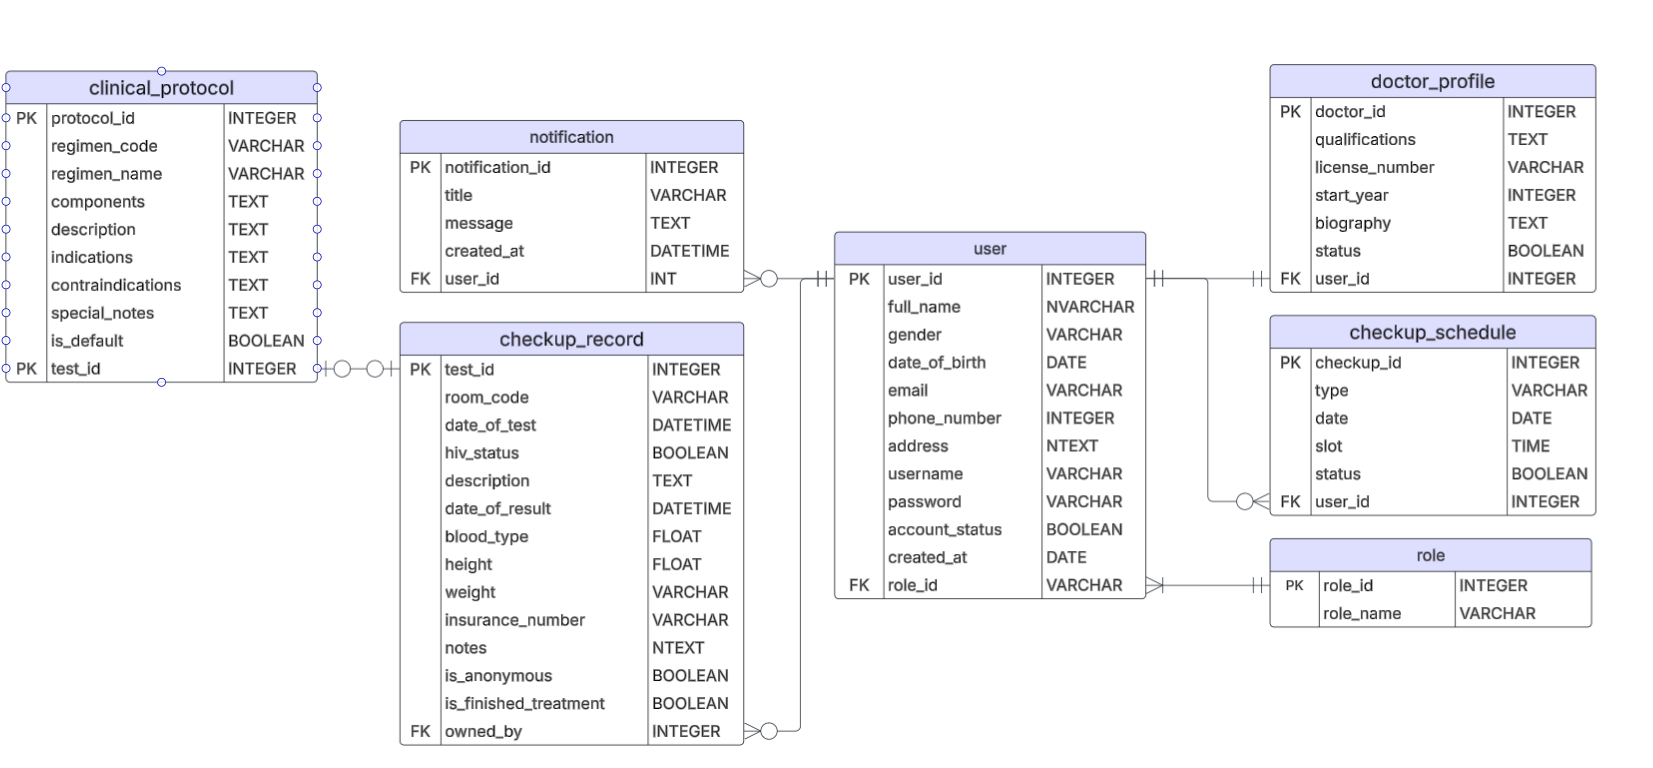 clinical_protocol
PK protocol_id INTEGER
regimen_code VARCHAR
regimen_name VARCHAR
components TEXT
description TEXT
indications TEXT
contraindications TEXT
special_notes TEXT
is_default BOOLEAN
PK test_id INTEGER
notification
PK notification_id INTEGER
title VARCHAR
message TEXT
created_at DATETIME
FK user_id INT
checkup_record
PK test_id INTEGER
room_code VARCHAR
date_of_test DATETIME
hiv_status BOOLEAN
description TEXT
date_of_result DATETIME
blood_type FLOAT
height FLOAT
weight VARCHAR
insurance_number VARCHAR
notes NTEXT
is_anonymous BOOLEAN
is_finished_treatment BOOLEAN
FK owned_by INTEGER
user
PK user_id INTEGER
full_name NVARCHAR
gender VARCHAR
date_of_birth DATE
email VARCHAR
phone_number INTEGER
address NTEXT
username VARCHAR
password VARCHAR
account_status BOOLEAN
created_at DATE
FK role_id VARCHAR
doctor_profile
PK doctor_id INTEGER
qualifications TEXT
license_number VARCHAR
start_year INTEGER
biography TEXT
status BOOLEAN
FK user_id INTEGER
checkup_schedule
PK checkup_id INTEGER
type VARCHAR
date DATE
slot TIME
status BOOLEAN
FK user_id INTEGER
role
PK role_id INTEGER
role_name VARCHAR